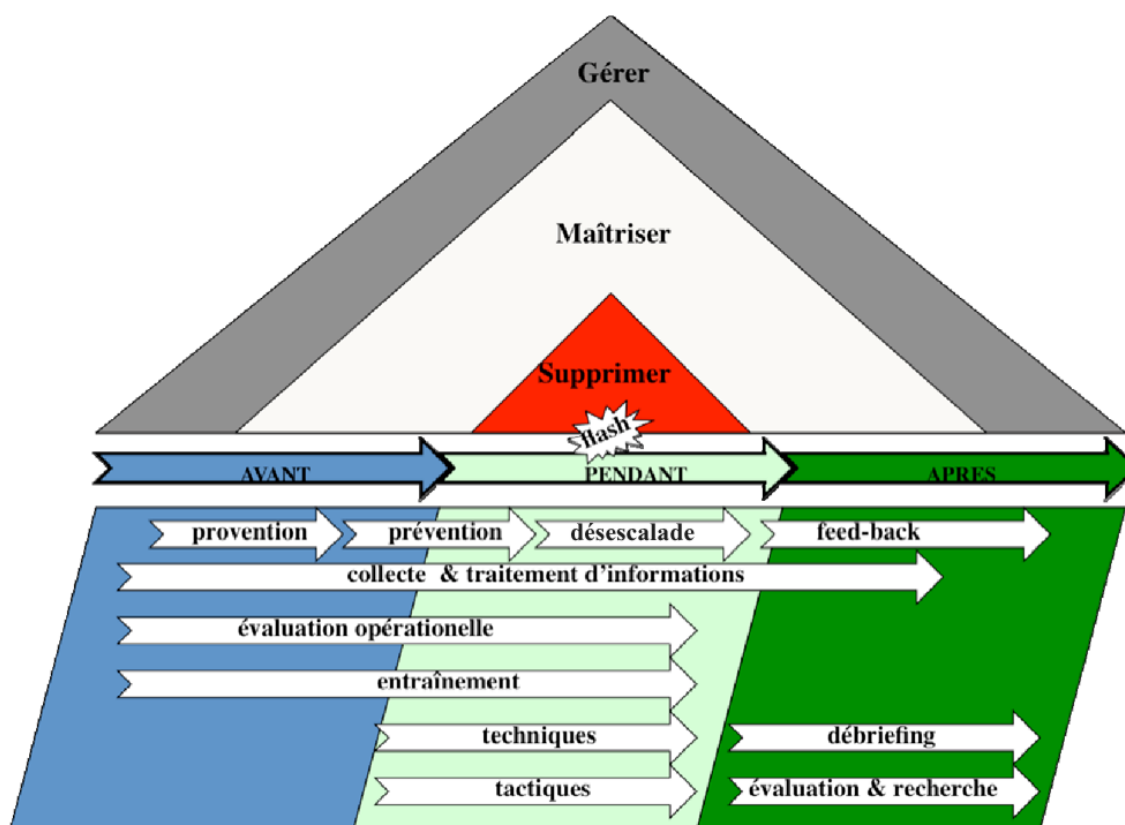 Gérer
Maîtriser
Supprimer
flash
AVANT
PENDANT
APRES
provention
prévention
désescalade
feed-back
collecte & traitement d'informations
évaluation opérationelle
entraînement
techniques
débriefing
tactiques
évaluation & recherche